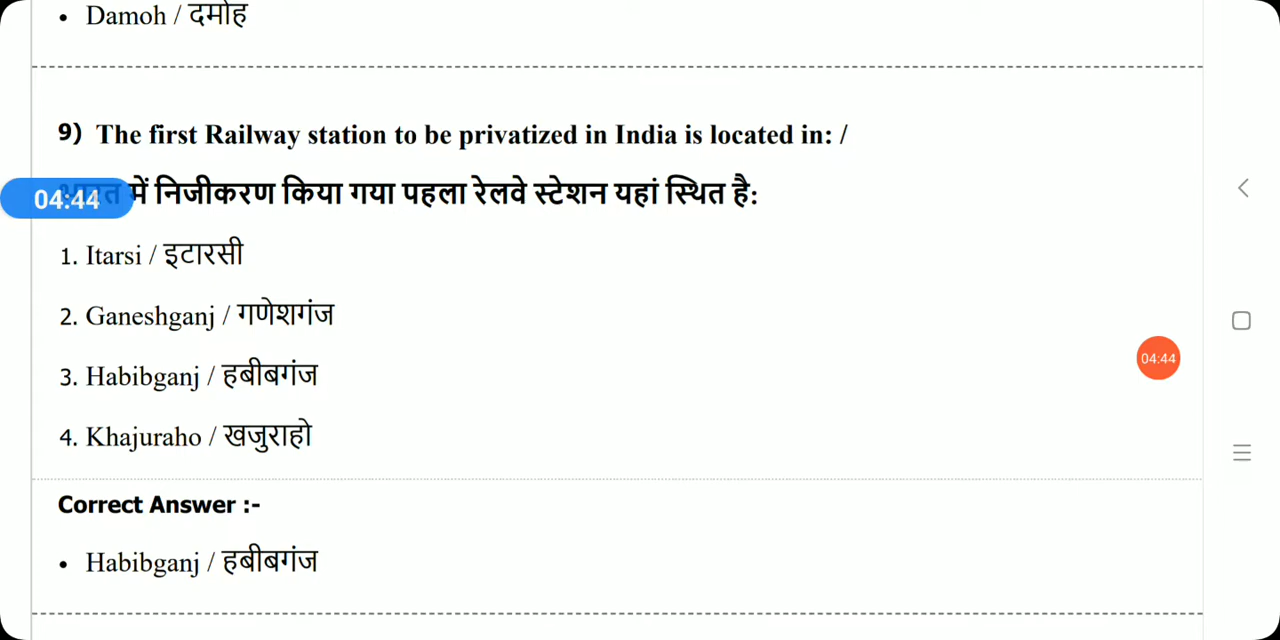 • Damoh / दमोह
9) The first Railway station to be privatized in India is located in: /
में निजीकरण किया गया पहला रेलवे स्टेशन यहां स्थित है:
04:44
1. Itarsi / इटारसी
2. Ganeshganj / गणेशगंज
04:44
3. Habibganj / हबीबगंज
4. Khajuraho / खजुराहो
Correct Answer :-
• Habibganj / हबीबगंज